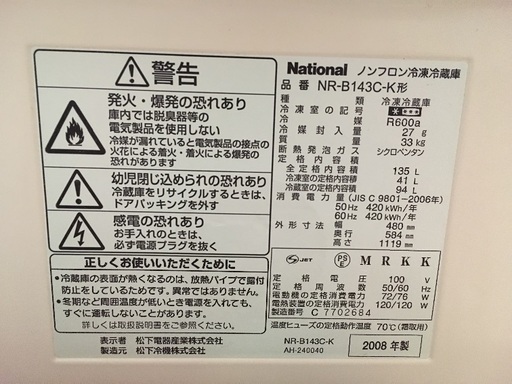 警告
発火・爆発の恐れあり
庫内では脱臭器等の
電気製品を使用しない
冷媒が漏れていると電気製品の接点の
火花による着火・着火による爆発の
恐れあり
幼児閉じ込められの恐れあり
冷蔵庫をリサイクルするときは、
ドアパッキングを外す
感電の恐れあり
お手入れするときは、
必ず電源プラグを抜く
正しくお使いいただくために
•冷蔵庫の表面が熱くなるのは、放熱パイプで露付
防止をしているためです。異常ではありません。
•冬期など周囲温度が低いとき電源を入れても、
すぐに運転しないことがあります。
詳しくは取扱説明書をご覧ください。
表示者 松下電器産業株式会社
製造元 松下冷機株式会社
National ノンフロン冷凍冷蔵庫
品番 NR-B143C-K形
種類 冷凍冷蔵庫
冷凍室の記号 ＊＊＊＊
冷媒 R600a
冷媒封入量 27 g
質量 33 kg
断熱発泡ガス シクロペンタン
定格内容積
全定格内容積 135 L
冷凍室の定格内容積 41 L
冷蔵室の定格内容積 94 L
消費電力量(JIS C 9801-2006年)
50Hz 420 kWh/年
60Hz 420 kWh/年
外形寸法 幅 480 mm
奥行 584 mm
高さ 1119 mm
S JET PS E MRKK
定格電圧 100 V
定格周波数 50/60 Hz
電動機の定格消費電力 72/76 W
電熱装置の定格消費電力 120/120 W
製造番号 C 7702684
温度ヒューズの定格動作温度 70℃(霜取用)
NR-B143C-K
AH-240040
2008年製